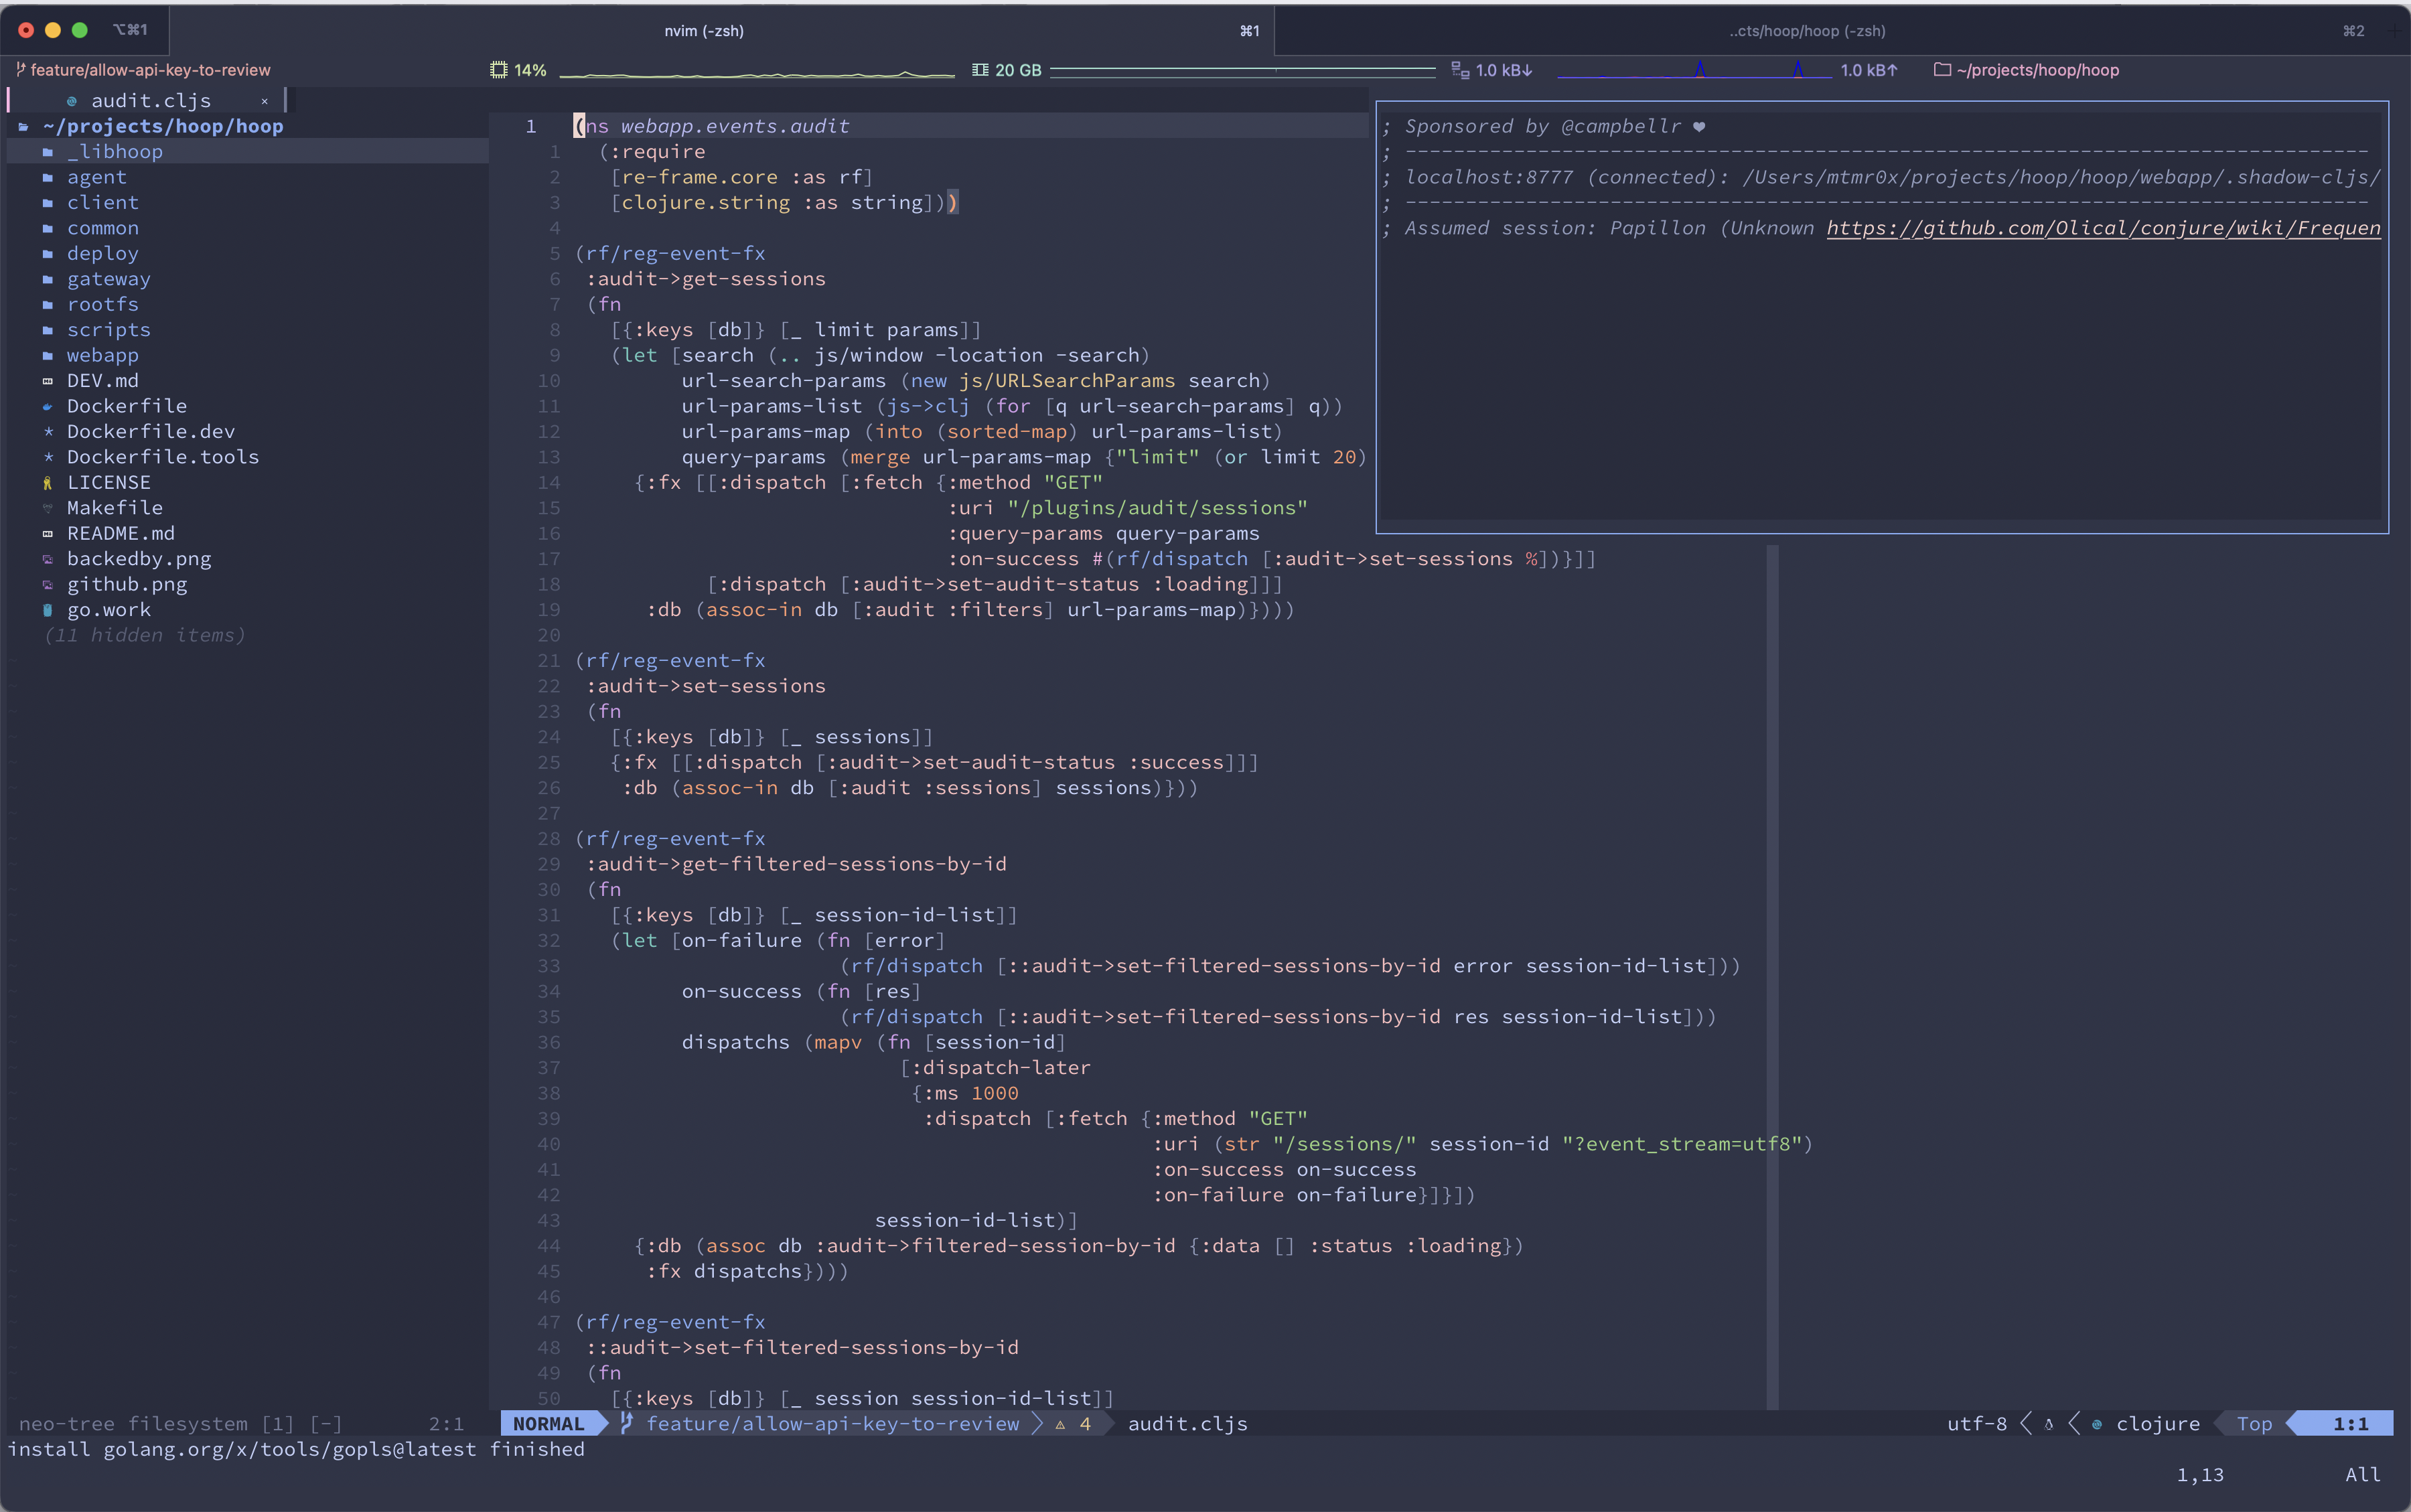 ⌥⌘1
nvim (-zsh) ⌘1
..cts/hoop/hoop (-zsh) ⌘2
feature/allow-api-key-to-review 14% 20 GB 1.0 kB↓ 1.0 kB↑ ~/projects/hoop/hoop
audit.cljs ×
~/projects/hoop/hoop
_libhoop
agent
client
common
deploy
gateway
rootfs
scripts
webapp
DEV.md
Dockerfile
Dockerfile.dev
Dockerfile.tools
LICENSE
Makefile
README.md
backedby.png
github.png
go.work
(11 hidden items)
neo-tree filesystem [1] [-] 2:1
1 (ns webapp.events.audit
1   (:require
2    [re-frame.core :as rf]
3    [clojure.string :as string]))
4
5 (rf/reg-event-fx
6  :audit->get-sessions
7  (fn
8    [{:keys [db]} [_ limit params]]
9    (let [search (.. js/window -location -search)
10          url-search-params (new js/URLSearchParams search)
11          url-params-list (js->clj (for [q url-search-params] q))
12          url-params-map (into (sorted-map) url-params-list)
13          query-params (merge url-params-map {"limit" (or limit 20)
14      {:fx [[:dispatch [:fetch {:method "GET"
15                                :uri "/plugins/audit/sessions"
16                                :query-params query-params
17                                :on-success #(rf/dispatch [:audit->set-sessions %])}]]
18            [:dispatch [:audit->set-audit-status :loading]]]
19       :db (assoc-in db [:audit :filters] url-params-map)})))
20
21 (rf/reg-event-fx
22  :audit->set-sessions
23  (fn
24    [{:keys [db]} [_ sessions]]
25    {:fx [[:dispatch [:audit->set-audit-status :success]]]
26     :db (assoc-in db [:audit :sessions] sessions)}))
27
28 (rf/reg-event-fx
29  :audit->get-filtered-sessions-by-id
30  (fn
31    [{:keys [db]} [_ session-id-list]]
32    (let [on-failure (fn [error]
33                       (rf/dispatch [::audit->set-filtered-sessions-by-id error session-id-list]))
34          on-success (fn [res]
35                       (rf/dispatch [::audit->set-filtered-sessions-by-id res session-id-list]))
36          dispatchs (mapv (fn [session-id]
37                            [:dispatch-later
38                             {:ms 1000
39                              :dispatch [:fetch {:method "GET"
40                                                 :uri (str "/sessions/" session-id "?event_stream=utf8")
41                                                 :on-success on-success
42                                                 :on-failure on-failure}]}])
43                          session-id-list)]
44      {:db (assoc db :audit->filtered-session-by-id {:data [] :status :loading})
45       :fx dispatchs})))
46
47 (rf/reg-event-fx
48  ::audit->set-filtered-sessions-by-id
49  (fn
50    [{:keys [db]} [_ session session-id-list]]
; Sponsored by @campbellr ❤
; --------------------------------------------------------------------------------
; localhost:8777 (connected): /Users/mtmr0x/projects/hoop/hoop/webapp/.shadow-cljs/
; --------------------------------------------------------------------------------
; Assumed session: Papillon (Unknown https://github.com/Olical/conjure/wiki/Frequen
NORMAL feature/allow-api-key-to-review ⚠ 4 audit.cljs utf-8 clojure Top 1:1
install golang.org/x/tools/gopls@latest finished
1,13 All